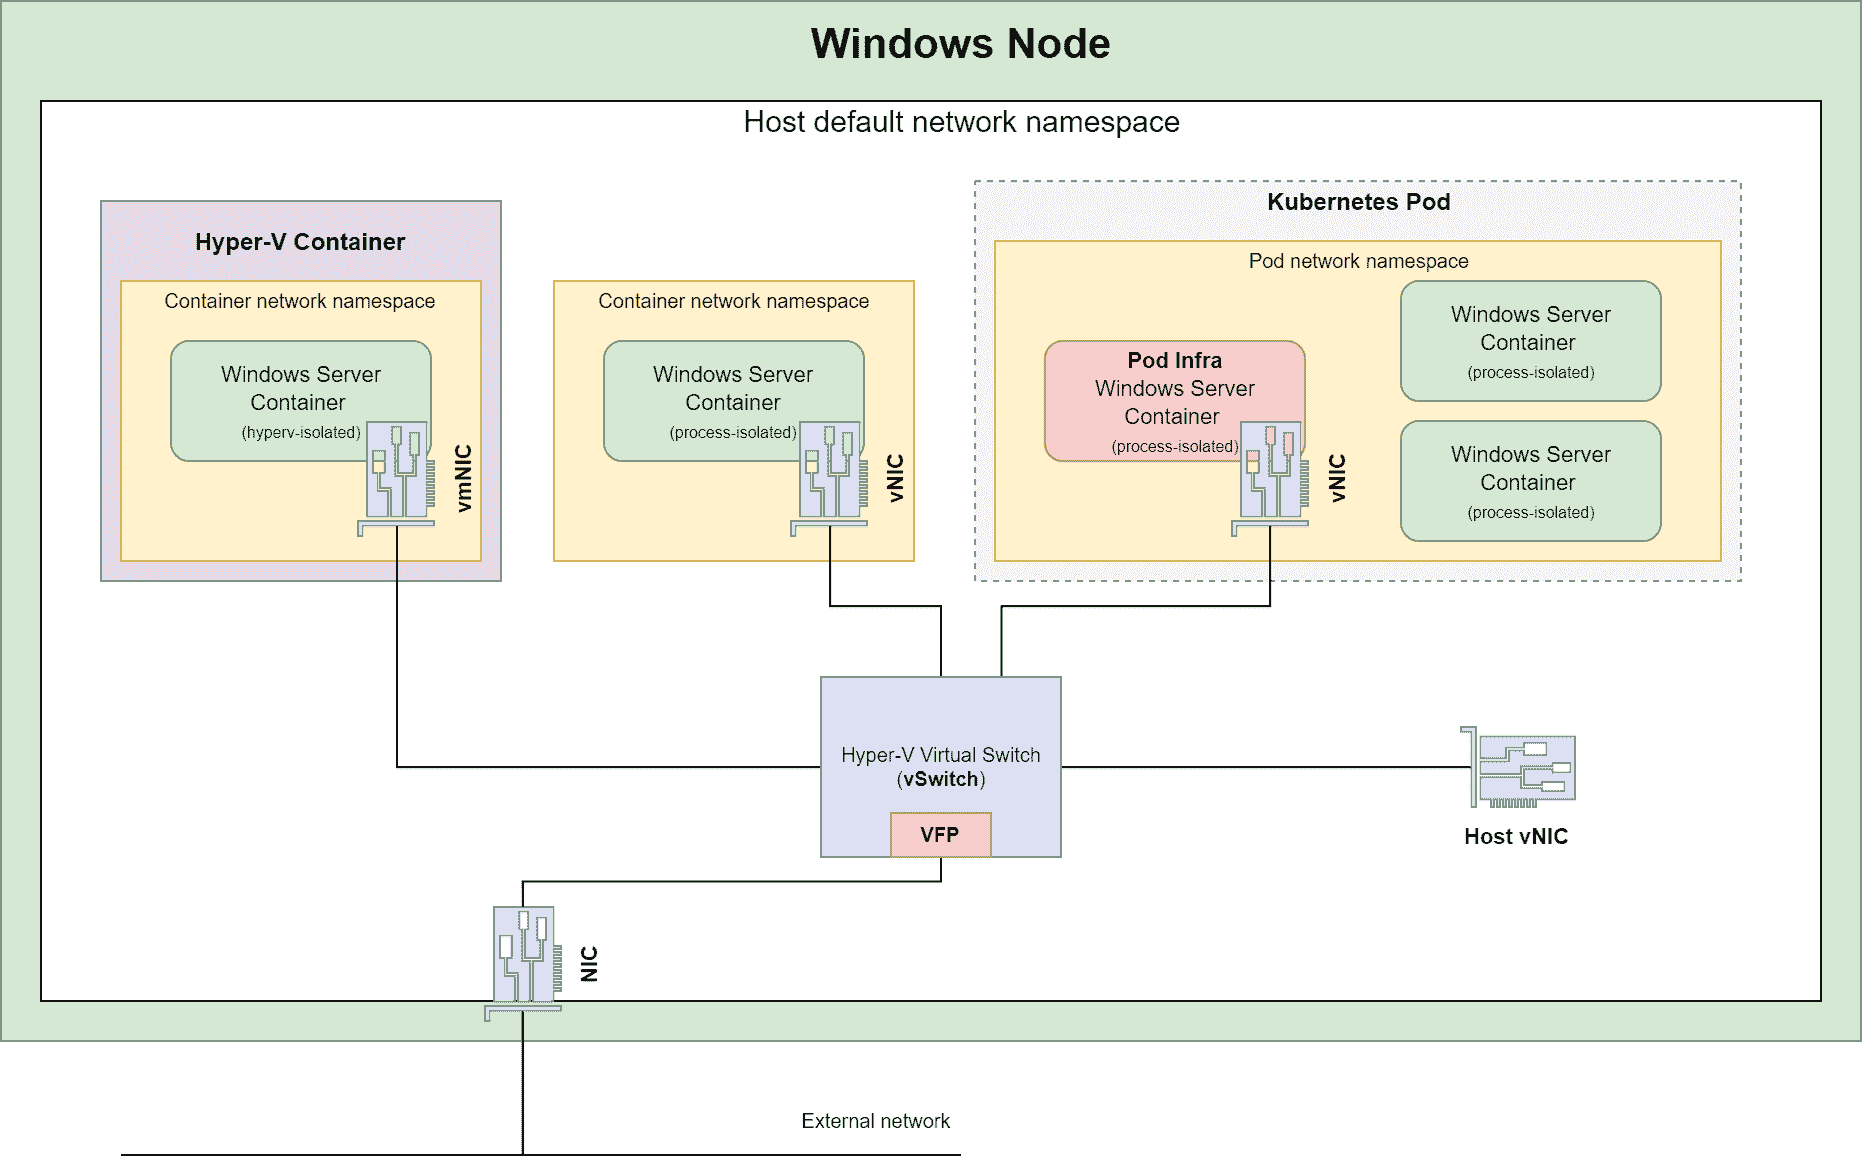 Windows Node
Host default network namespace
Hyper-V Container
Container network namespace
Windows Server
Container
(hyperv-isolated)
vmNIC
Container network namespace
Windows Server
Container
(process-isolated)
vNIC
Kubernetes Pod
Pod network namespace
Pod Infra
Windows Server
Container
(process-isolated)
vNIC
Windows Server
Container
(process-isolated)
Windows Server
Container
(process-isolated)
Hyper-V Virtual Switch
(vSwitch)
VFP
Host vNIC
NIC
External network